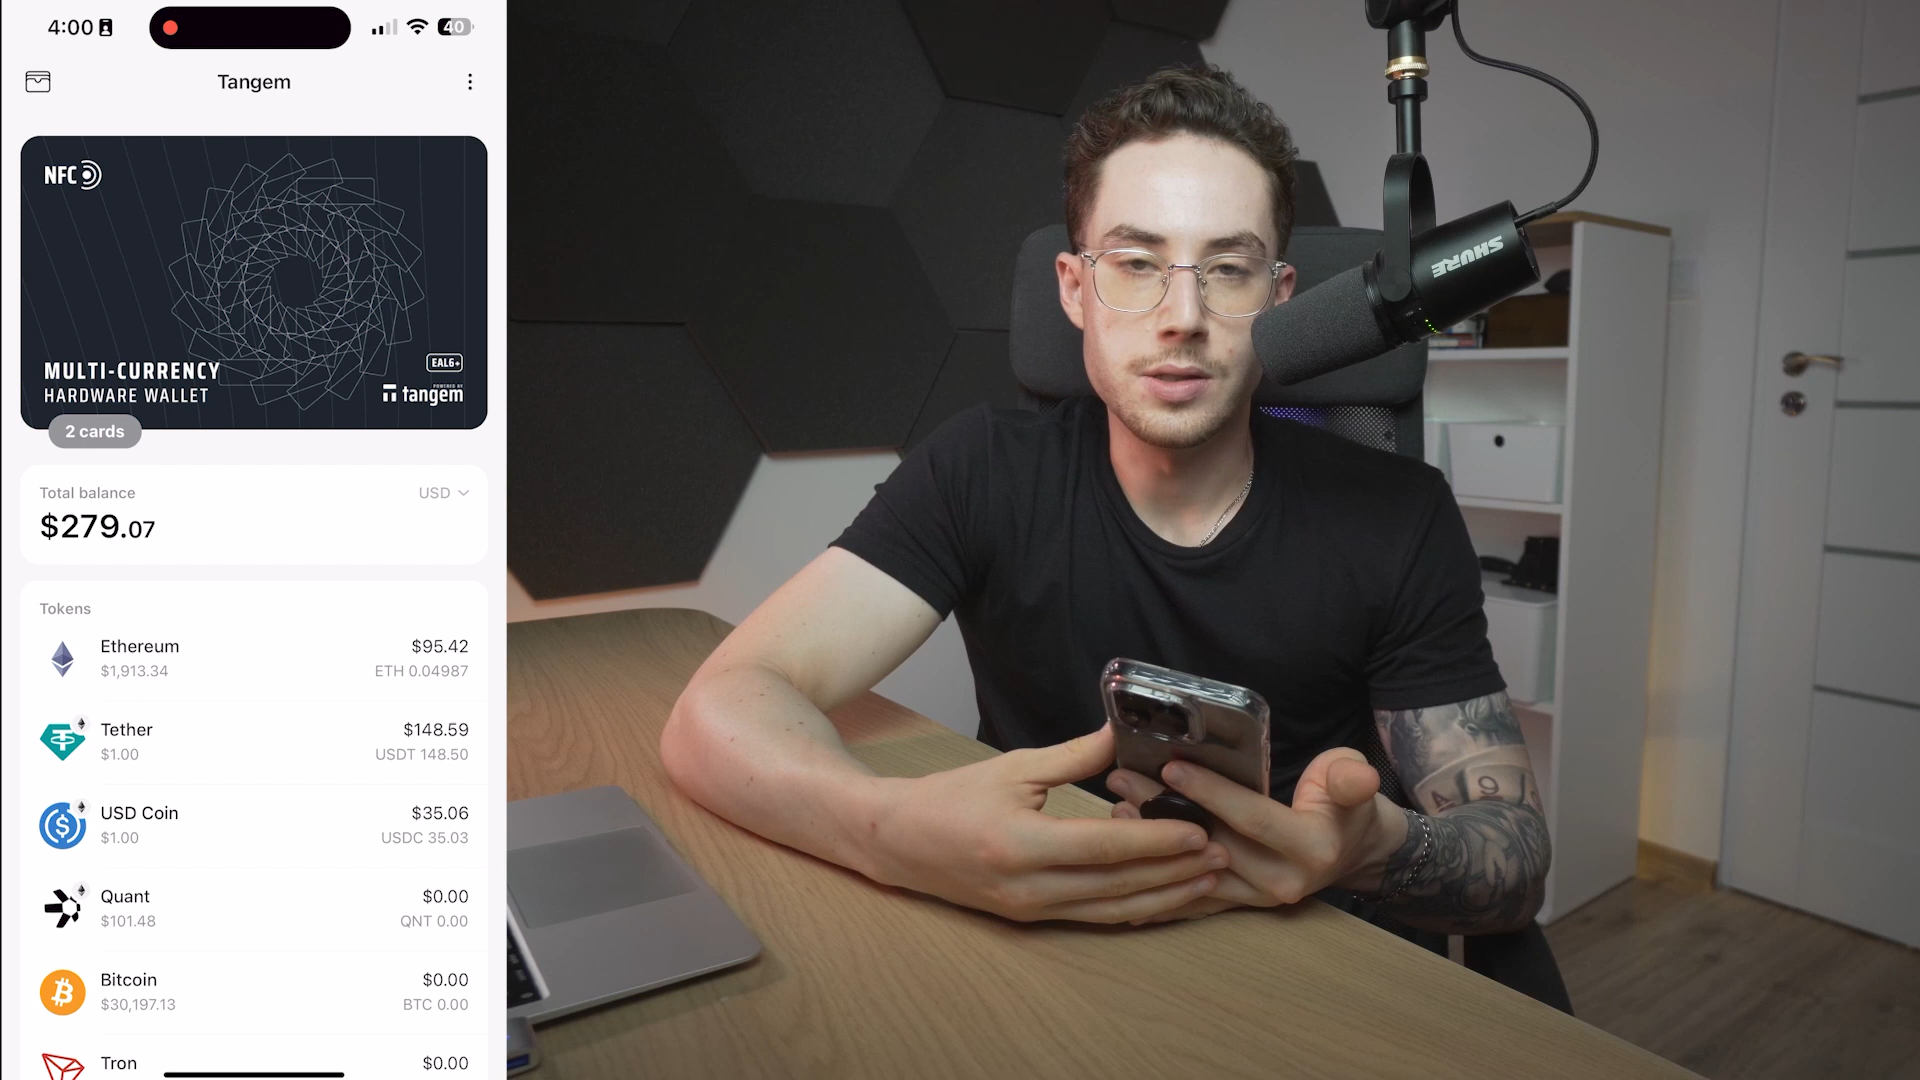 4:00
40
Tangem
NFC
MULTI-CURRENCY
HARDWARE WALLET
EAL6+
POWERED BY
tangem
2 cards
Total balance
USD
$279.07
Tokens
Ethereum
$95.42
$1,913.34
ETH 0.04987
Tether
$148.59
$1.00
USDT 148.50
USD Coin
$35.06
$1.00
USDC 35.03
Quant
$0.00
$101.48
QNT 0.00
Bitcoin
$0.00
$30,197.13
BTC 0.00
Tron
$0.00
SHURE